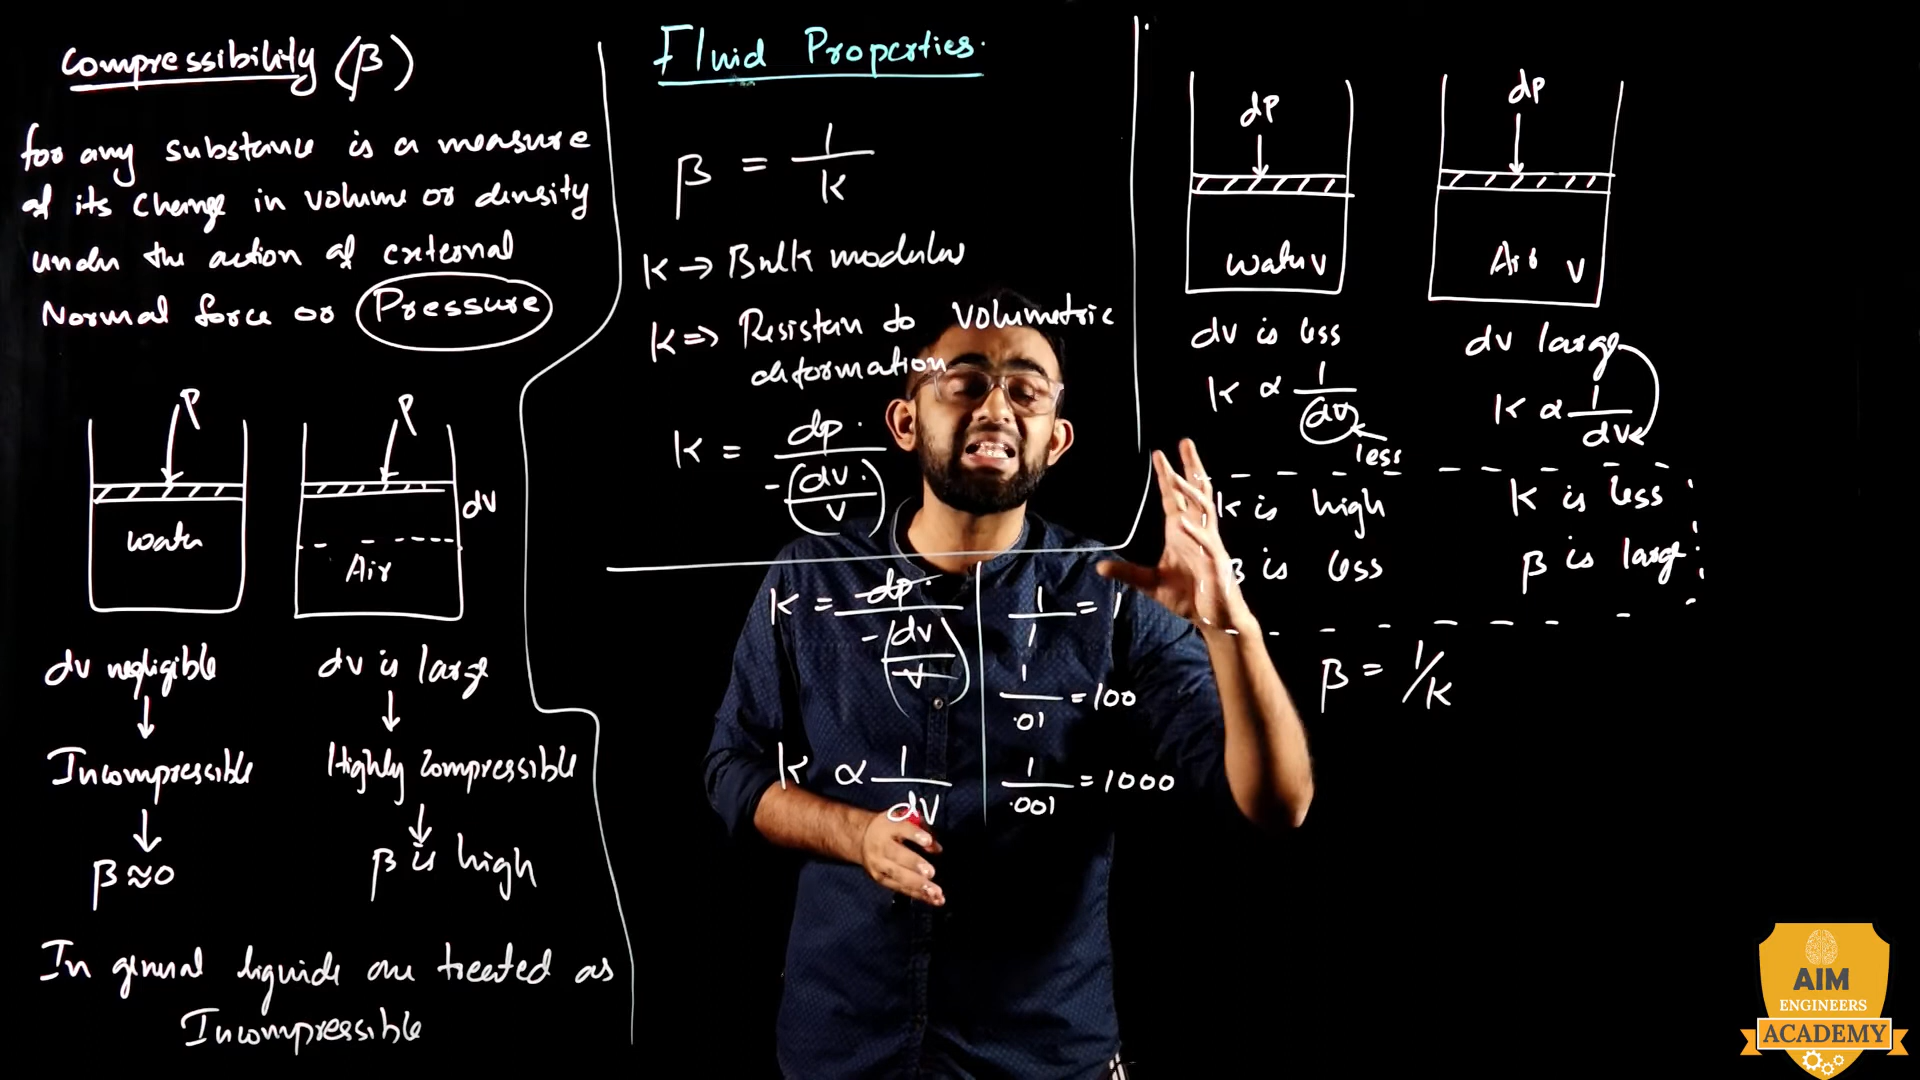 Compressibility (β)
for any substance is a measure
of its change in volume or density
under the action of external
Normal force or Pressure
P
P
dv
water
Air
dv negligible
dv is large
Incompressible
Highly compressible
β ≈ 0
β is high
In general liquids are treated as
Incompressible
Fluid Properties.
β = 1/K
K → Bulk modulus
K ⇒ Resistan to volumetric
deformation
K = dp. / -(dv./v)
K = dp. / -(dv/v)
K ∝ 1/dV
1/1 = 1
1/.01 = 100
1/.001 = 1000
dP
dP
water v
Air v
dv is less
dv large
K ∝ 1/dv
less
K ∝ 1/dv
K is high
K is less
β is less
β is large
β = 1/K
AIM
ENGINEERS
ACADEMY